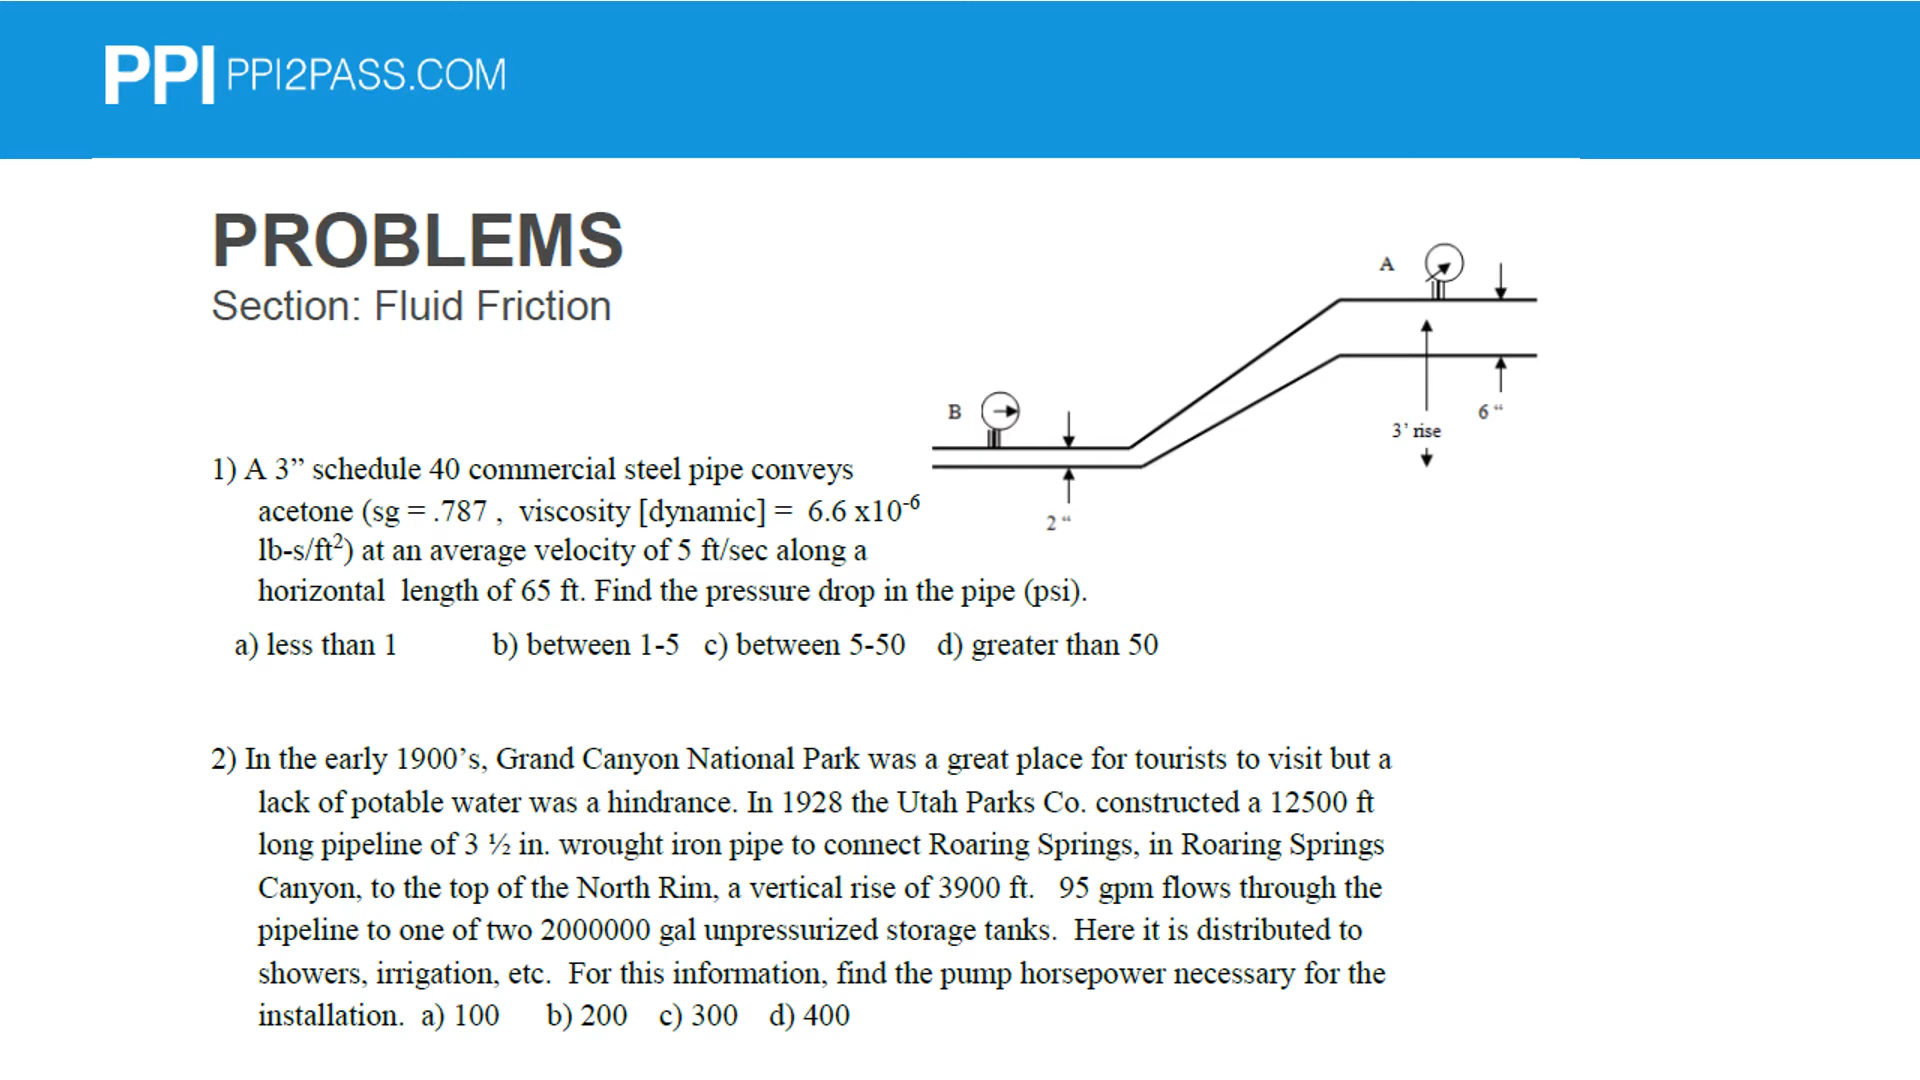 PPI PPI2PASS.COM
PROBLEMS
Section: Fluid Friction
A
B
6 “
3’ rise
2 “
1) A 3” schedule 40 commercial steel pipe conveys
acetone (sg = .787 , viscosity [dynamic] = 6.6 x10⁻⁶
lb-s/ft²) at an average velocity of 5 ft/sec along a
horizontal length of 65 ft. Find the pressure drop in the pipe (psi).
a) less than 1 b) between 1-5 c) between 5-50 d) greater than 50
2) In the early 1900’s, Grand Canyon National Park was a great place for tourists to visit but a
lack of potable water was a hindrance. In 1928 the Utah Parks Co. constructed a 12500 ft
long pipeline of 3 ½ in. wrought iron pipe to connect Roaring Springs, in Roaring Springs
Canyon, to the top of the North Rim, a vertical rise of 3900 ft. 95 gpm flows through the
pipeline to one of two 2000000 gal unpressurized storage tanks. Here it is distributed to
showers, irrigation, etc. For this information, find the pump horsepower necessary for the
installation. a) 100 b) 200 c) 300 d) 400